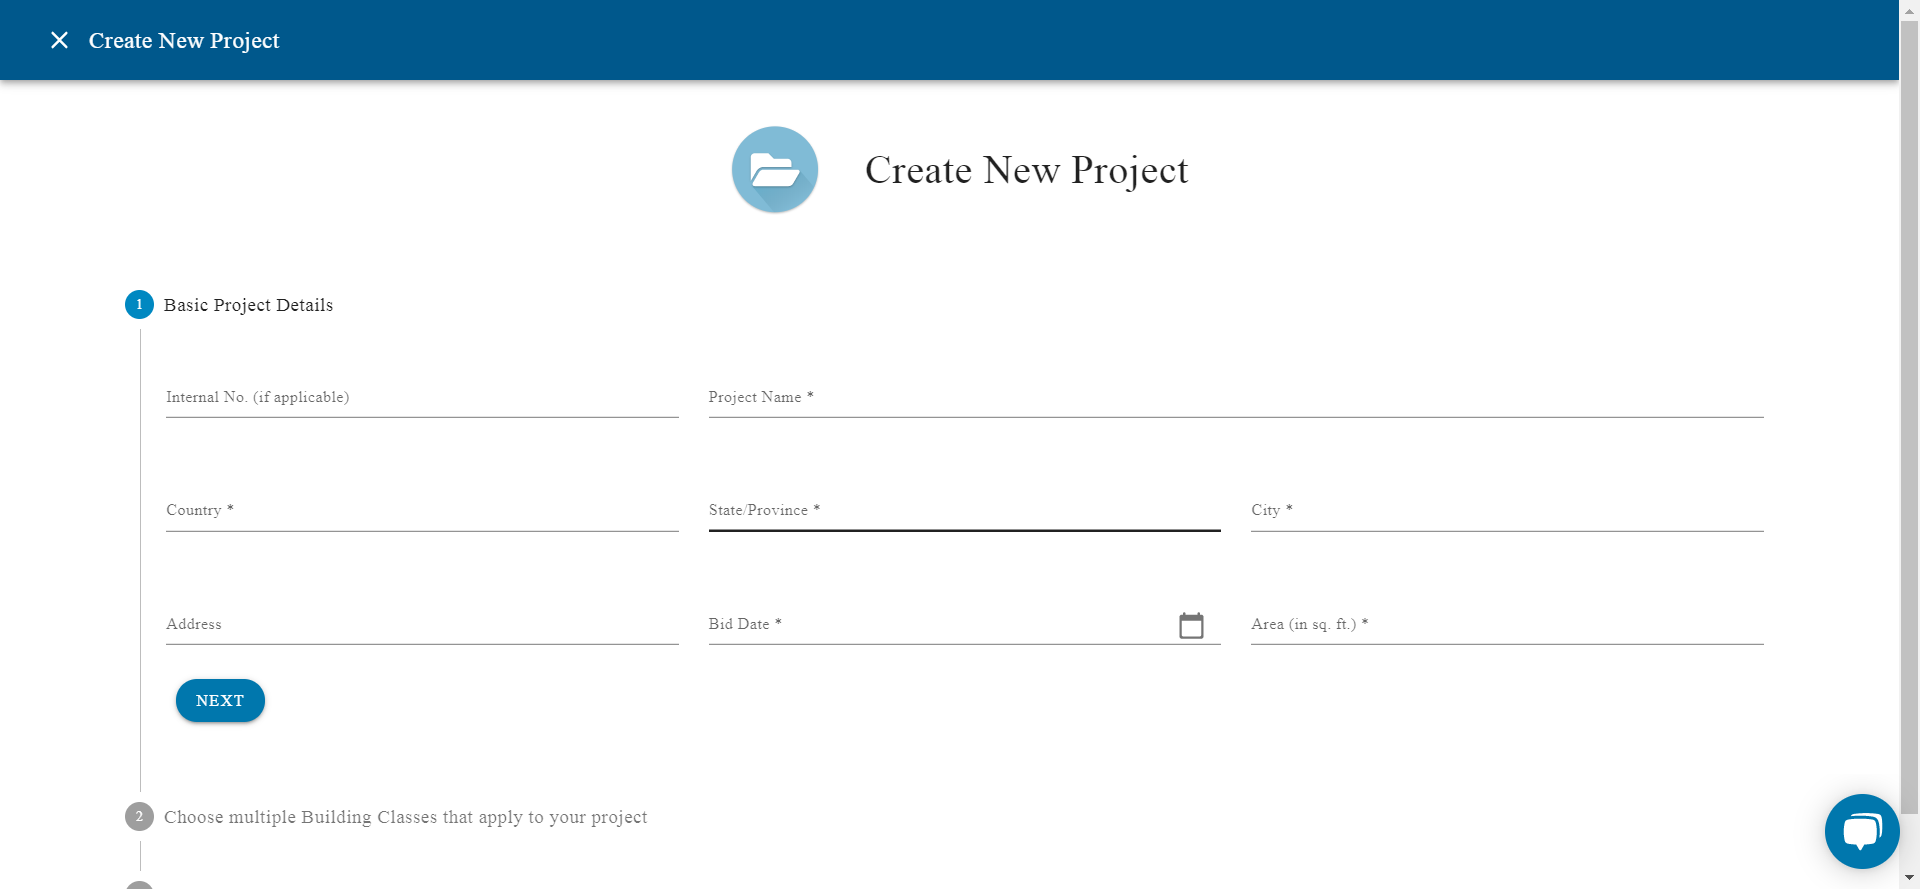 Create New Project
Create New Project
1 Basic Project Details
Internal No. (if applicable)
Project Name *
Country *
State/Province *
City *
Address
Bid Date *
Area (in sq. ft.) *
NEXT
2 Choose multiple Building Classes that apply to your project